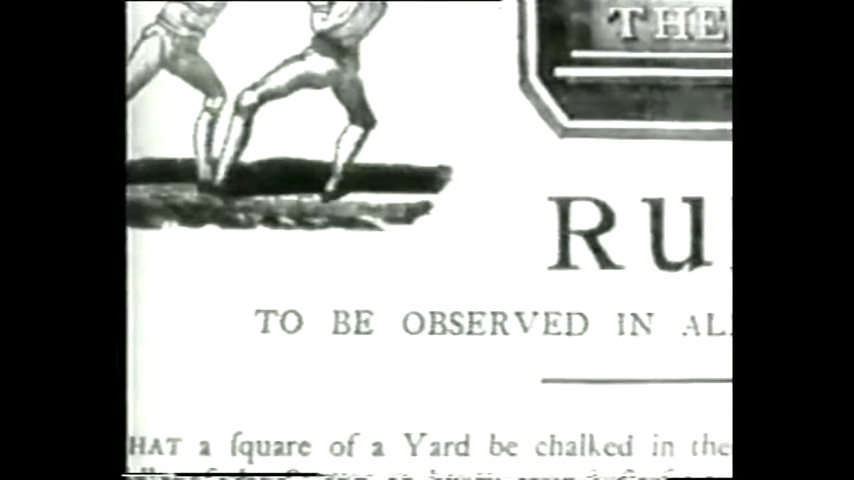 THE
RU
TO BE OBSERVED IN AL
HAT a ſquare of a Yard be chalked in the